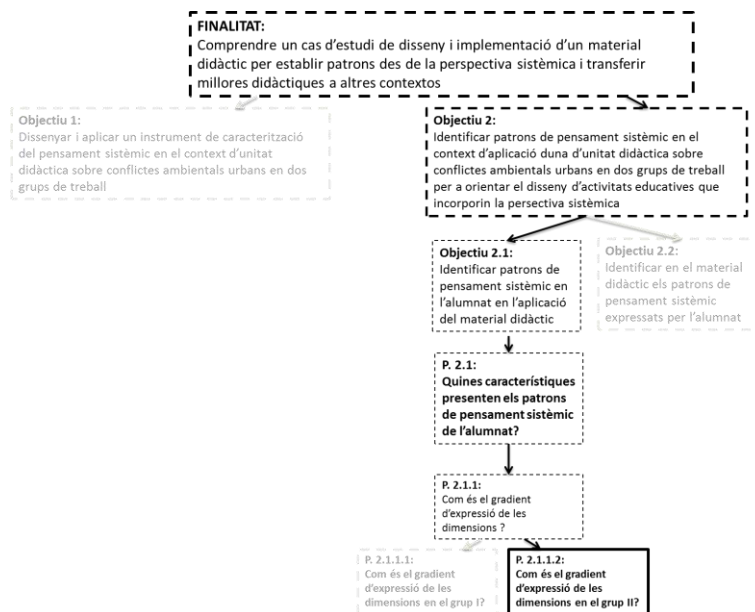 FINALITAT:
Comprendre un cas d'estudi de disseny i implementació d'un material
didàctic per establir patrons des de la perspectiva sistèmica i transferir
millores didàctiques a altres contextos
Objectiu 1:
Dissenyar i aplicar un instrument de caracterització
del pensament sistèmic en el context d'unitat
didàctica sobre conflictes ambientals urbans en dos
grups de treball
Objectiu 2:
Identificar patrons de pensament sistèmic en el
context d'aplicació duna d'unitat didàctica sobre
conflictes ambientals urbans en dos grups de treball
per a orientar el disseny d'activitats educatives que
incorporin la persectiva sistèmica
Objectiu 2.1:
Identificar patrons de
pensament sistèmic en
l'alumnat en l'aplicació
del material didàctic
Objectiu 2.2:
Identificar en el material
didàctic els patrons de
pensament sistèmic
expressats per l'alumnat
P. 2.1:
Quines característiques
presenten els patrons
de pensament sistèmic
de l'alumnat?
P. 2.1.1:
Com és el gradient
d'expressió de les
dimensions ?
P. 2.1.1.1:
Com és el gradient
d'expressió de les
dimensions en el grup I?
P. 2.1.1.2:
Com és el gradient
d'expressió de les
dimensions en el grup II?